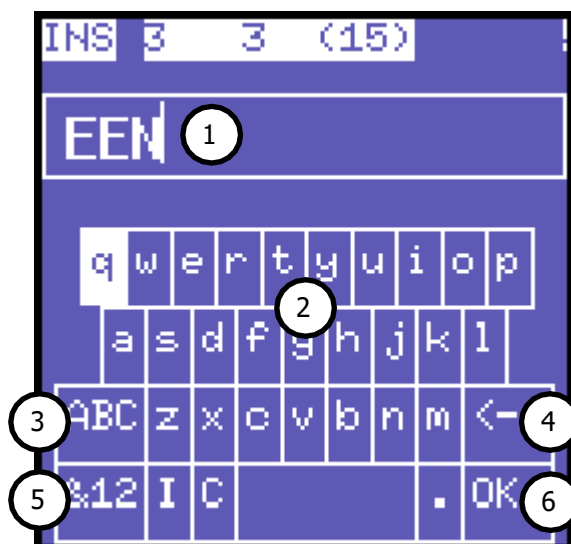 INS 3 3 (15)
EEN 1
q w e r t y u i o p
2
a s d f g h j k l
3 ABC z x c v b n m <- 4
5 &12 I C . OK 6